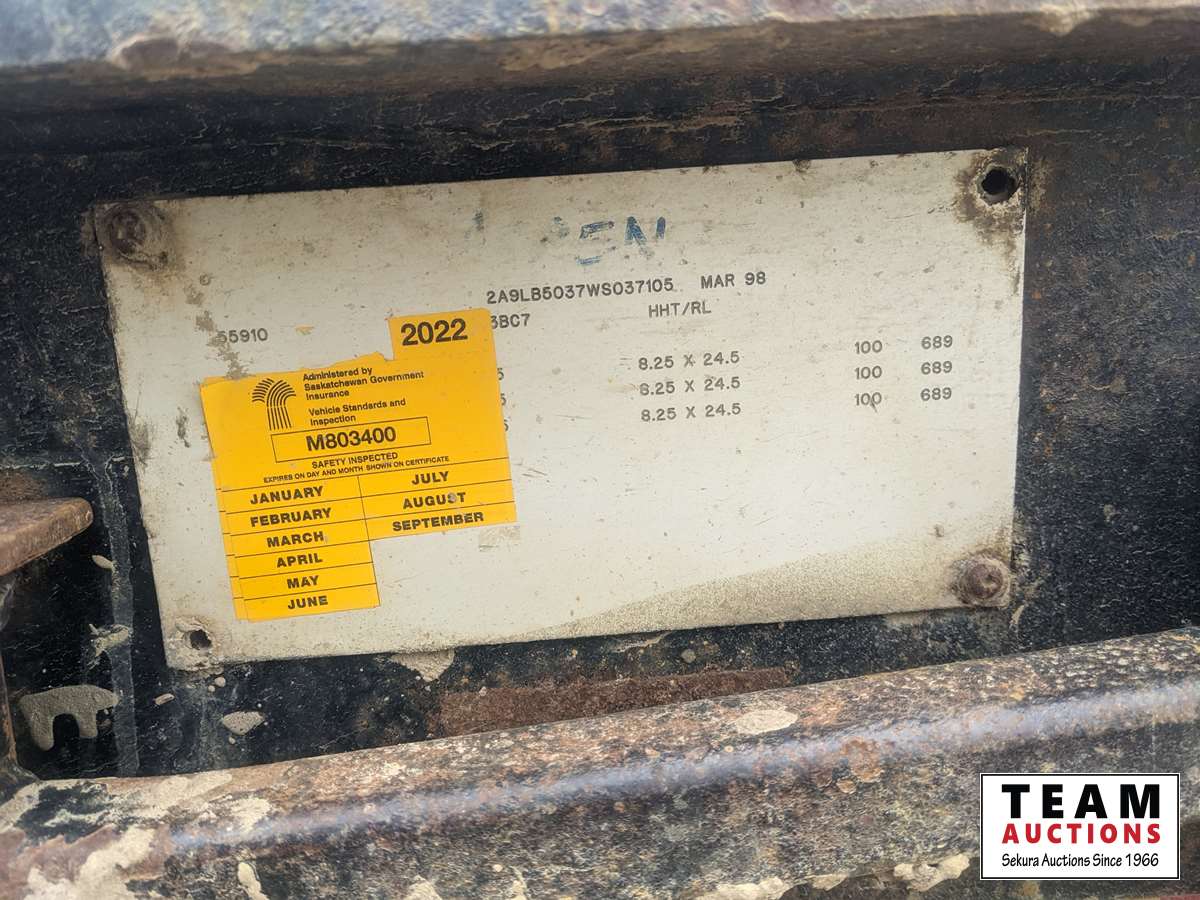 5N
2A9LB5037WS037105 MAR 98
55910 3BC7 HHT/RL
8.25 X 24.5 100 689
8.25 X 24.5 100 689
8.25 X 24.5 100 689
2022
Administered by
Saskatchewan Government
Insurance
Vehicle Standards and
Inspection
M803400
SAFETY INSPECTED
EXPIRES ON DAY AND MONTH SHOWN ON CERTIFICATE
JANUARY JULY
FEBRUARY AUGUST
MARCH SEPTEMBER
APRIL
MAY
JUNE
TEAM
AUCTIONS
Sekura Auctions Since 1966